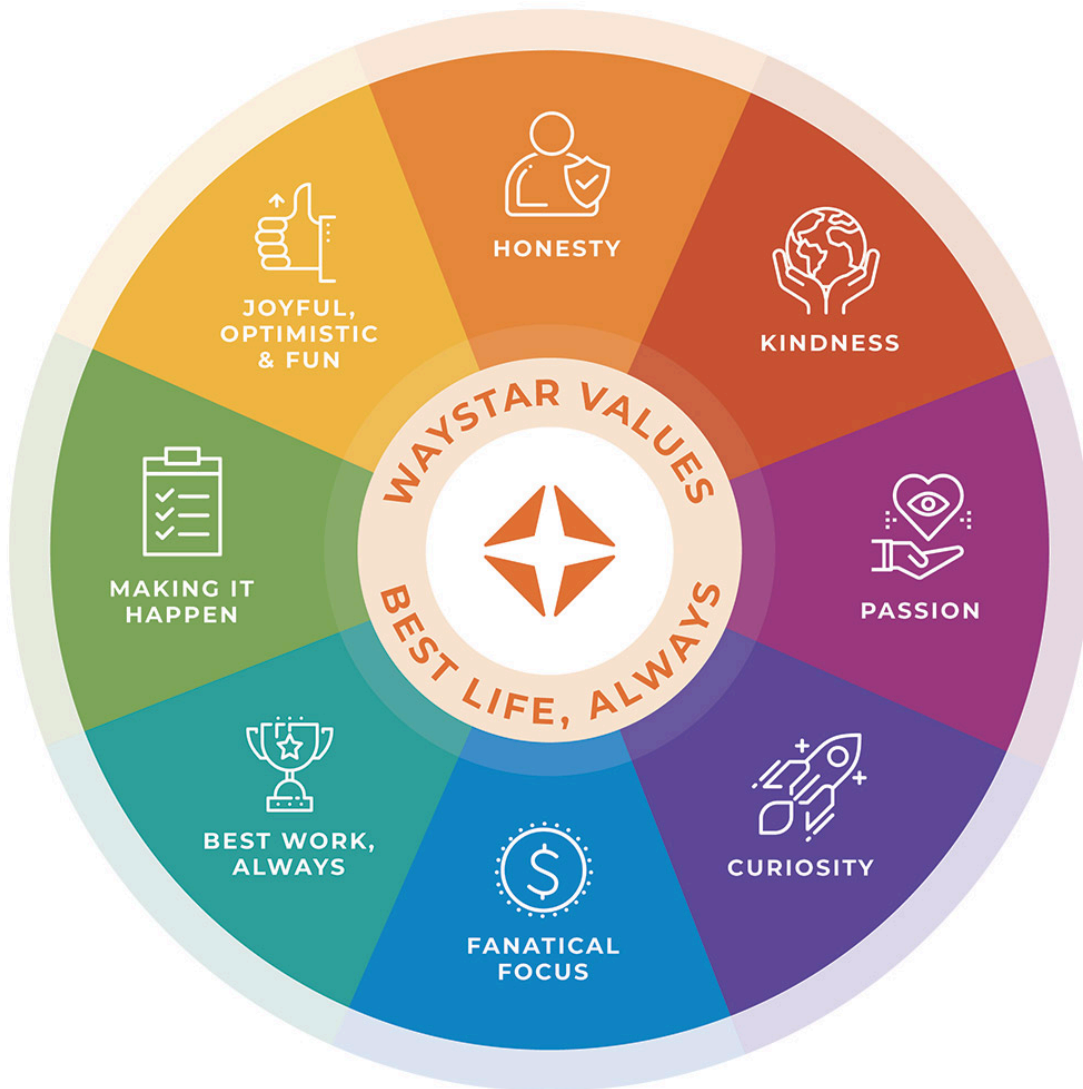 WAYSTAR VALUES
BEST LIFE, ALWAYS
HONESTY
KINDNESS
PASSION
CURIOSITY
FANATICAL
FOCUS
BEST WORK,
ALWAYS
MAKING IT
HAPPEN
JOYFUL,
OPTIMISTIC
& FUN
$